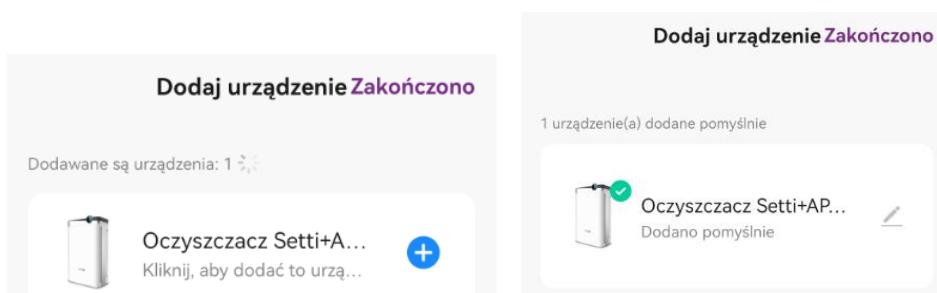 Dodaj urządzenie Zakończono
Dodawane są urządzenia: 1
Oczyszczacz Setti+A...
Kliknij, aby dodać to urzą...
Dodaj urządzenie Zakończono
1 urządzenie(a) dodane pomyślnie
Oczyszczacz Setti+AP...
Dodano pomyślnie